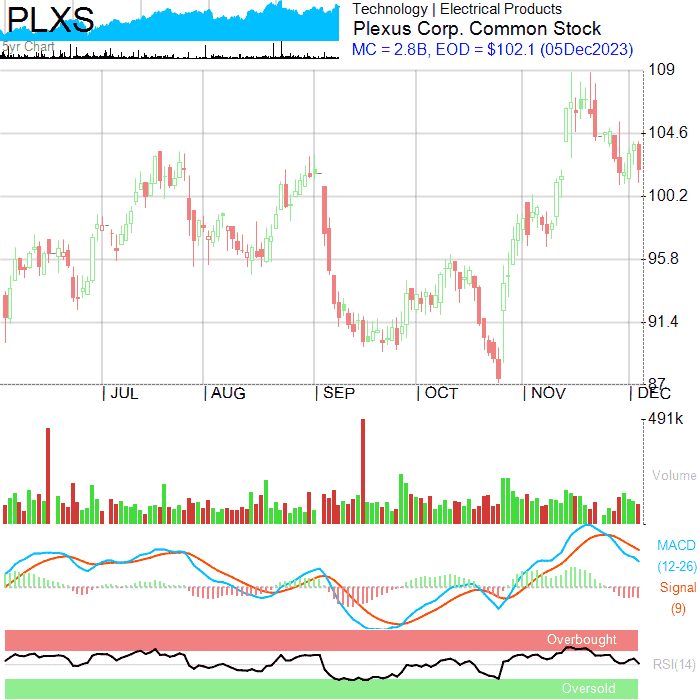 PLXS
5yr Chart
Technology | Electrical Products
Plexus Corp. Common Stock
MC = 2.8B, EOD = $102.1 (05Dec2023)
109
104.6
100.2
95.8
91.4
87
| JUL | AUG | SEP | OCT | NOV | DEC
491k
Volume
MACD
(12-26)
Signal
(9)
Overbought
RSI(14)
Oversold